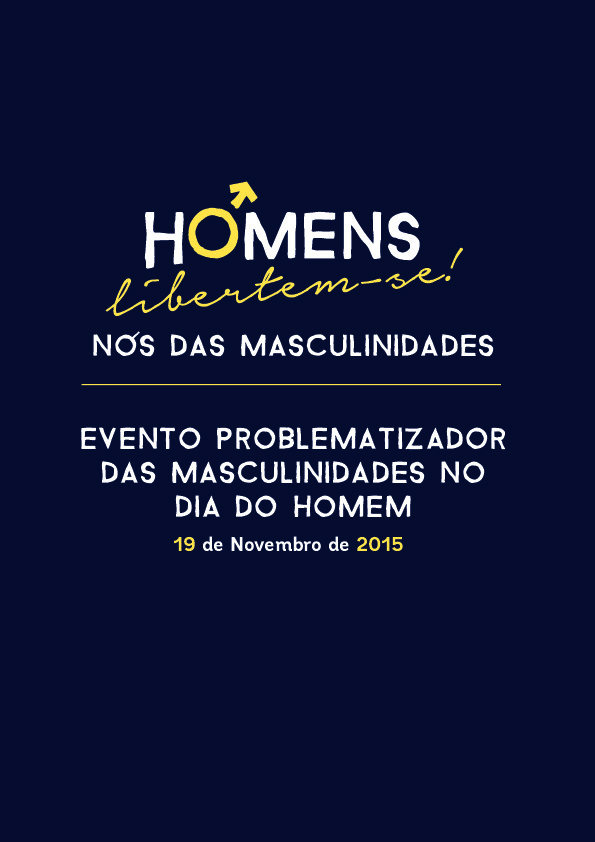 HOMENS
libertem-se!
NÓS DAS MASCULINIDADES
EVENTO PROBLEMATIZADOR
DAS MASCULINIDADES NO
DIA DO HOMEM
19 de Novembro de 2015